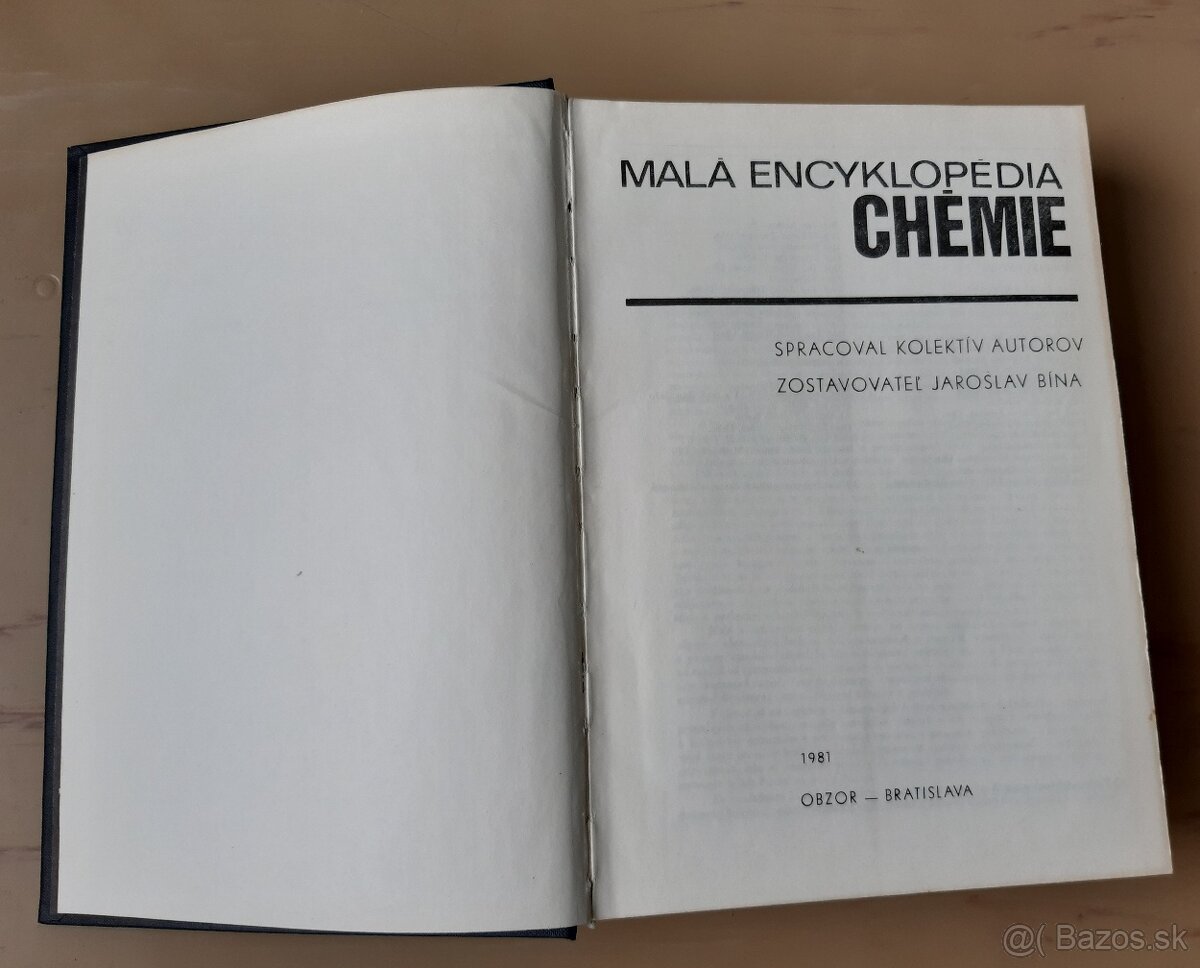 MALÁ ENCYKLOPÉDIA
CHÉMIE
SPRACOVAL KOLEKTÍV AUTOROV
ZOSTAVOVATEĽ JAROSLAV BÍNA
1981
OBZOR — BRATISLAVA
@( Bazos.sk